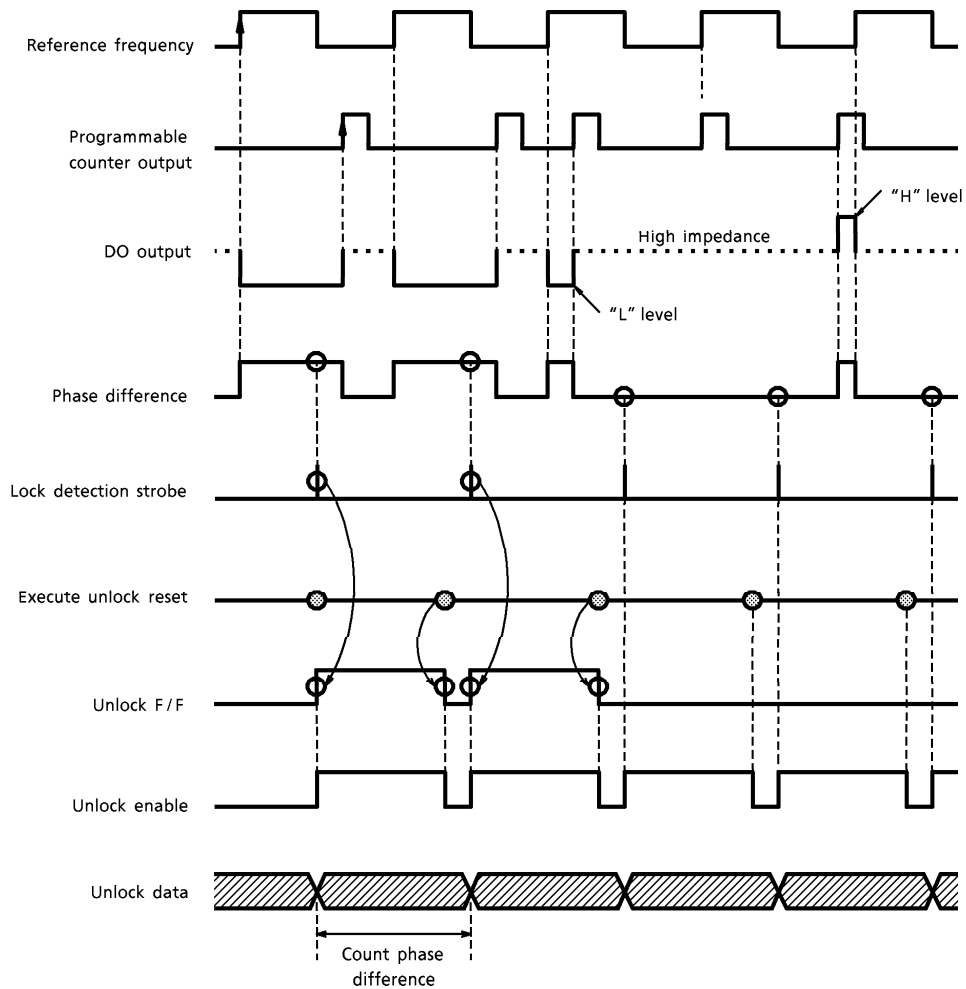 Reference frequency
Programmable
counter output
"H" level
High impedance
DO output
"L" level
Phase difference
Lock detection strobe
Execute unlock reset
Unlock F/F
Unlock enable
Unlock data
Count phase
difference